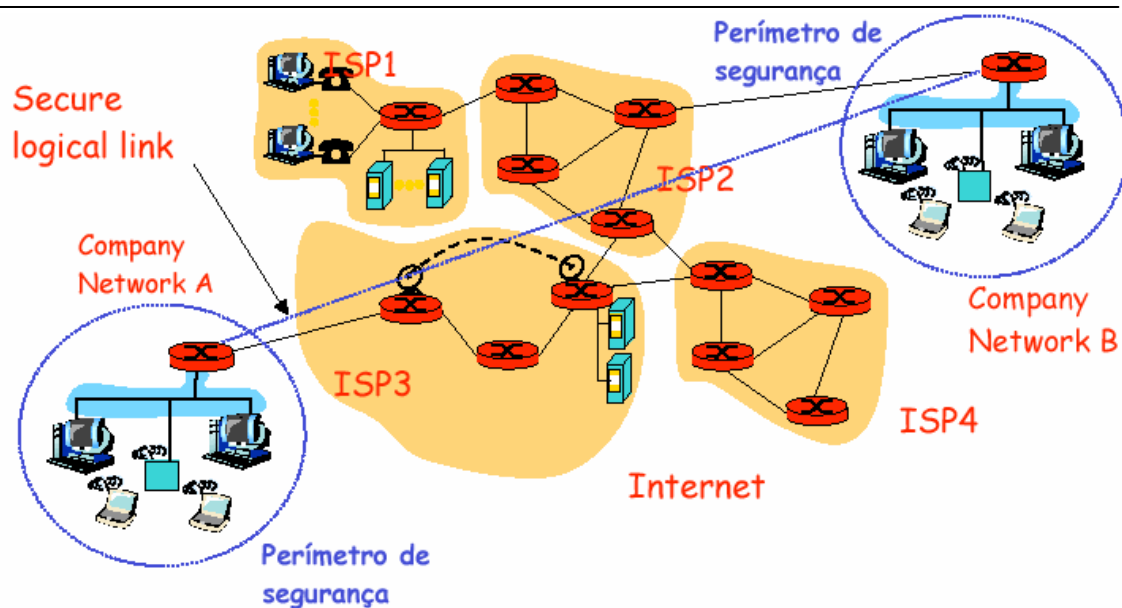 Perímetro de
segurança
ISP1
Secure
logical link
ISP2
Company
Network A
Company
Network B
ISP3
ISP4
Internet
Perímetro de
segurança